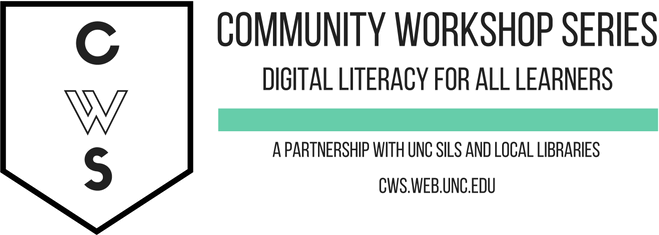 C
W
S
COMMUNITY WORKSHOP SERIES
DIGITAL LITERACY FOR ALL LEARNERS
A PARTNERSHIP WITH UNC SILS AND LOCAL LIBRARIES
CWS.WEB.UNC.EDU